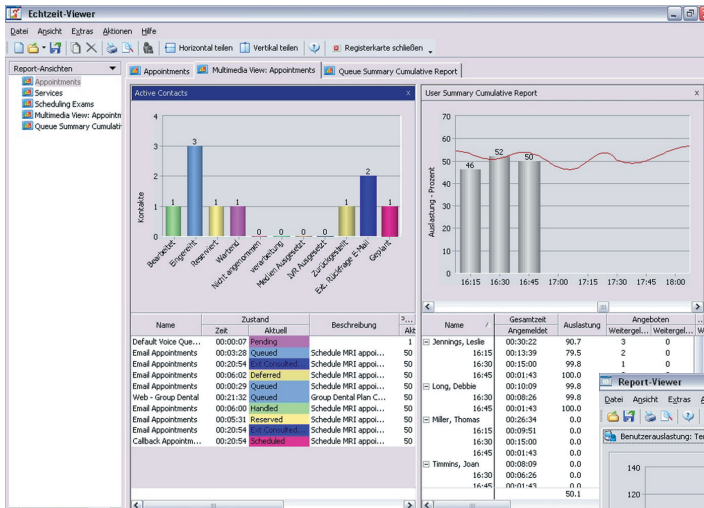 Echtzeit-Viewer
Datei Ansicht Extras Aktionen Hilfe
Horizontal teilen Vertikal teilen Registerkarte schließen
Report-Ansichten
Appointments
Services
Scheduling Exams
Multimedia View: Appointm
Queue Summary Cumulativ
Appointments Multimedia View: Appointments Queue Summary Cumulative Report
Active Contacts x
4
3
2
1
0
Kontakte
1 3 1 1 0 0 0 0 1 2 1
Bearbeitet
Eingereiht
Reserviert
Wartend
Nicht angenommen
verarbeitung
Medien Ausgesetzt
IVR Ausgesetzt
Zurückgestellt
Ext. Rückfrage E-Mail
Geplant
Name Zustand Beschreibung
Zeit Aktuell Akt
Default Voice Que... 00:00:07 Pending 1
Email Appointments 00:03:28 Queued Schedule MRI appoi... 50
Email Appointments 00:20:54 Ext Consulted... Schedule MRI appoi... 50
Email Appointments 00:06:02 Deferred Schedule MRI appoi... 50
Email Appointments 00:00:29 Queued Schedule MRI appoi... 50
Web - Group Dental 00:21:32 Queued Group Dental Plan C... 50
Email Appointments 00:06:00 Handled Schedule MRI appoi... 50
Email Appointments 00:05:31 Reserved Schedule MRI appoi... 50
Email Appointments 00:20:54 Ext Consulted... Schedule MRI appoi... 50
Callback Appointm... 00:20:54 Scheduled Schedule MRI appoi... 50
User Summary Cumulative Report x
70
60
50
40
30
20
10
0
Auslastung - Prozent
46 52 50
16:15 16:30 16:45 17:00 17:15 17:30 17:45 18:00
Name Gesamtzeit Auslastung Angeboten
Angemeldet Weitergel... Weitergel...
Jennings, Leslie 00:30:22 90.7 3 0
16:15 00:13:39 79.5 2 0
16:30 00:15:00 99.8 1 0
16:45 00:01:43 100.0
Long, Debbie 00:10:09 99.8
16:30 00:08:26 99.8
16:45 00:01:43 100.0
Miller, Thomas 00:26:34 0.0
16:15 00:09:51 0.0
16:30 00:15:00 0.0
16:45 00:01:43 0.0
Timmins, Joan 00:08:09 0.0
16:30 00:06:26 0.0
16:45 00:01:43 0.0
50.1
Report-Viewer
Datei Ansicht Extras
Benutzerauslastung: Te
140
120